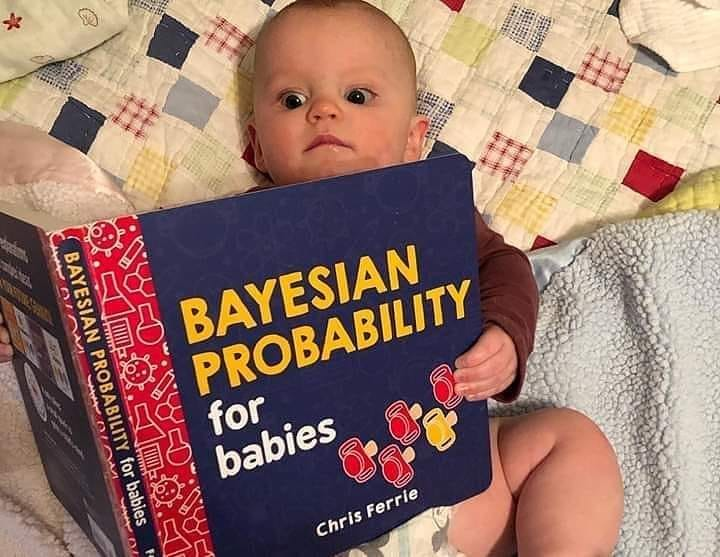 BAYESIAN
PROBABILITY
for
babies
Chris Ferrie
BAYESIAN PROBABILITY for babies